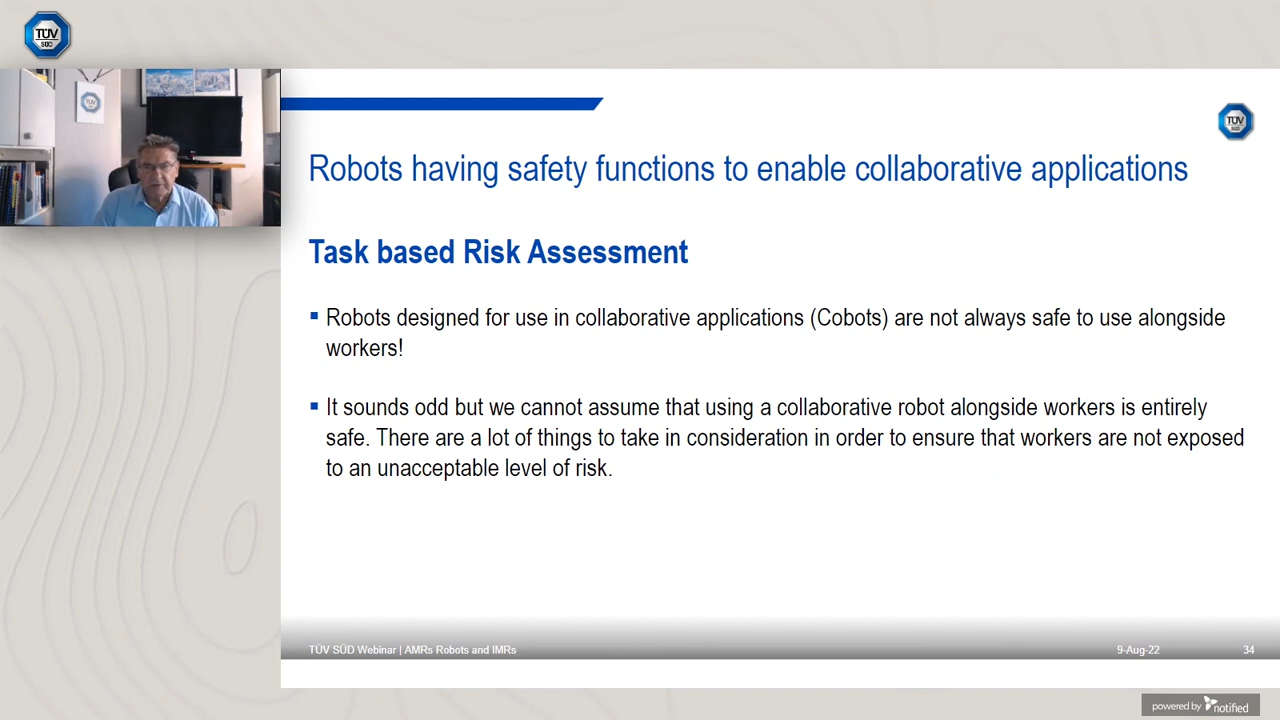 TÜV
SÜD
TÜV
Robots having safety functions to enable collaborative applications
Task based Risk Assessment
▪ Robots designed for use in collaborative applications (Cobots) are not always safe to use alongside
workers!
▪ It sounds odd but we cannot assume that using a collaborative robot alongside workers is entirely
safe. There are a lot of things to take in consideration in order to ensure that workers are not exposed
to an unacceptable level of risk.
TÜV SÜD Webinar | AMRs Robots and IMRs
9-Aug-22
34
powered by notified